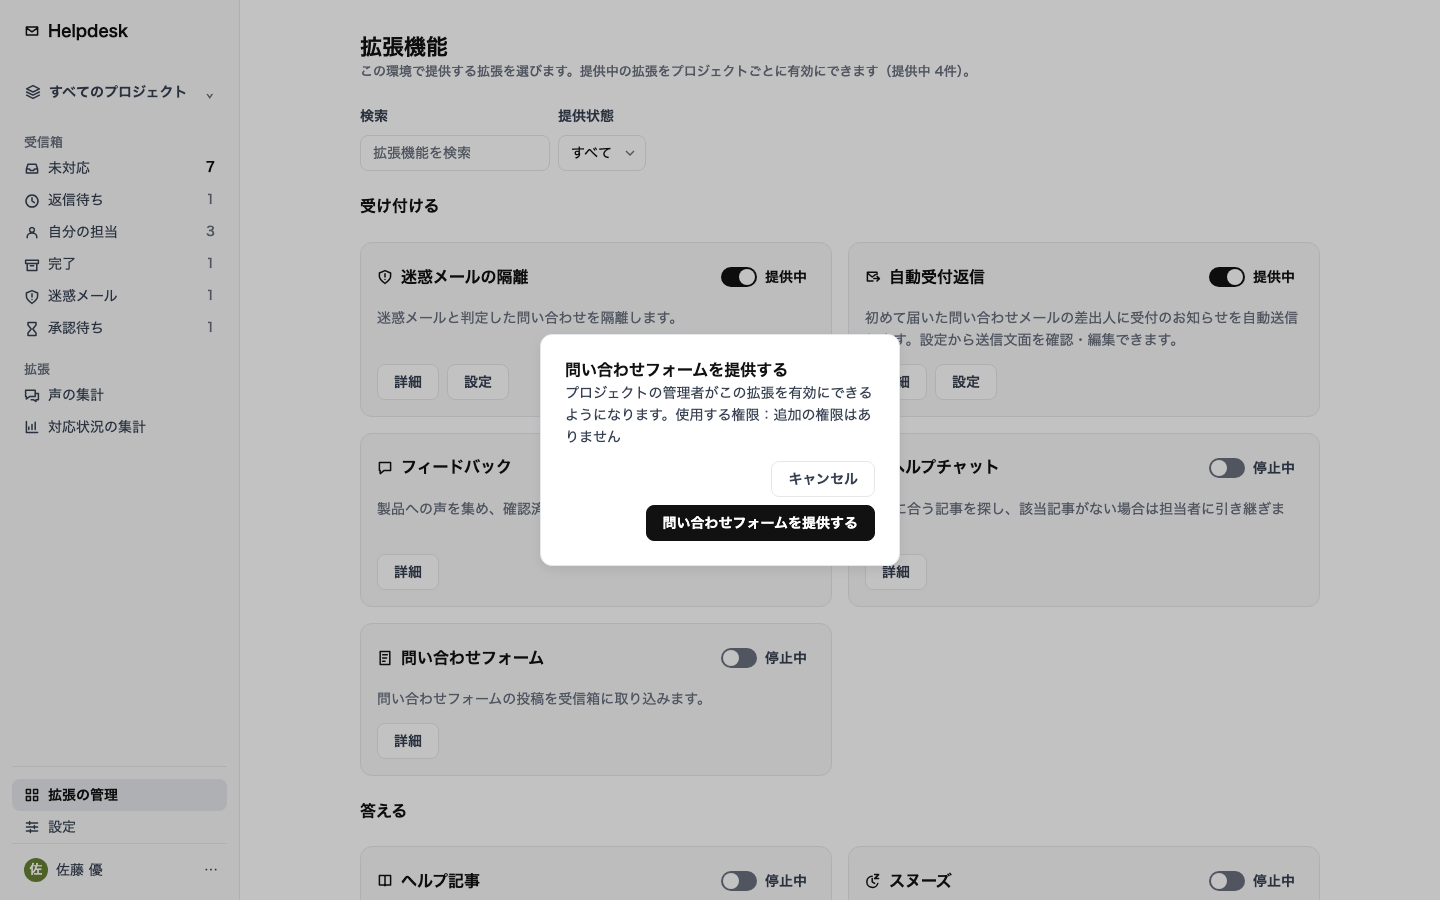 Helpdesk
すべてのプロジェクト
受信箱
未対応 7
返信待ち 1
自分の担当 3
完了 1
迷惑メール 1
承認待ち 1
拡張
声の集計
対応状況の集計
拡張の管理
設定
佐 佐藤 優 …
拡張機能
この環境で提供する拡張を選びます。提供中の拡張をプロジェクトごとに有効にできます（提供中 4件）。
検索 提供状態
拡張機能を検索 すべて
受け付ける
迷惑メールの隔離 提供中
迷惑メールと判定した問い合わせを隔離します。
詳細 設定
自動受付返信 提供中
初めて届いた問い合わせメールの差出人に受付のお知らせを自動送信
す。設定から送信文面を確認・編集できます。
細 設定
フィードバック
製品への声を集め、確認済
詳細
ヘルプチャット 停止中
に合う記事を探し、該当記事がない場合は担当者に引き継ぎま
詳細
問い合わせフォーム 停止中
問い合わせフォームの投稿を受信箱に取り込みます。
詳細
答える
ヘルプ記事 停止中
スヌーズ 停止中
問い合わせフォームを提供する
プロジェクトの管理者がこの拡張を有効にできる
ようになります。使用する権限：追加の権限はあ
りません
キャンセル
問い合わせフォームを提供する